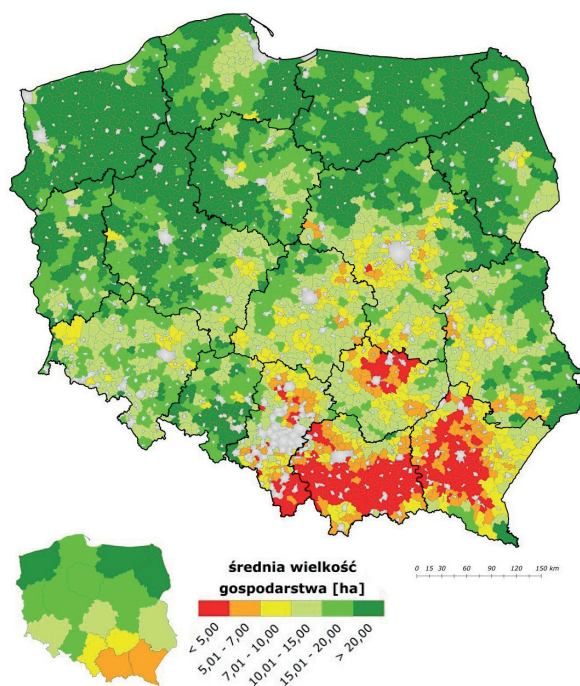 średnia wielkość
gospodarstwa [ha]
< 5,00
5,01 - 7,00
7,01 - 10,00
10,01 - 15,00
15,01 - 20,00
> 20,00
0 15 30 60 90 120 150 km